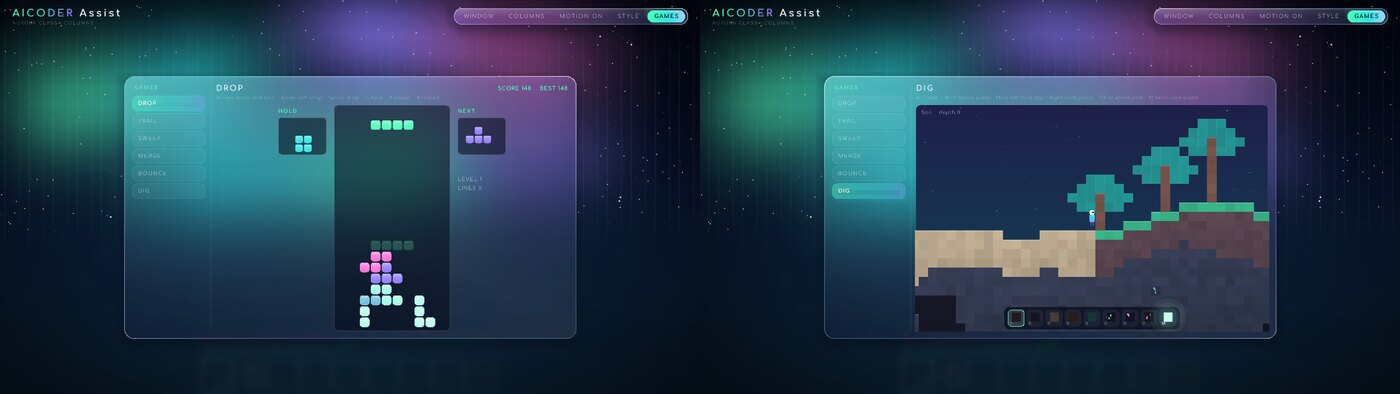 AICODER Assist
WINDOW COLUMNS MOTION ON STYLE GAMES
GAMES
DROP
TRAIL
SWEEP
MERGE
BOUNCE
DIG
DROP
SCORE 148 BEST 148
HOLD
NEXT
LEVEL 1
LINES 0
AICODER Assist
WINDOW COLUMNS MOTION ON STYLE GAMES
GAMES
DROP
TRAIL
SWEEP
MERGE
BOUNCE
DIG
DIG
Soil depth 0